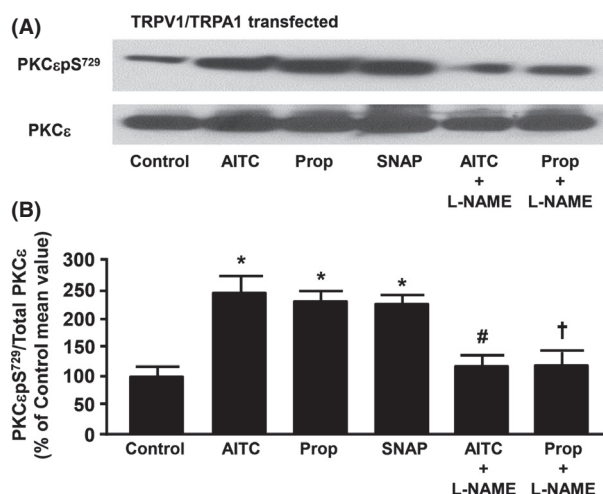 (A)
TRPV1/TRPA1 transfected
PKCεpS⁷²⁹
PKCε
Control AITC Prop SNAP AITC + L-NAME Prop + L-NAME
(B)
PKCεpS⁷²⁹/Total PKCε
(% of Control mean value)
300
250
200
150
100
50
0
* * * # †
Control AITC Prop SNAP AITC + L-NAME Prop + L-NAME